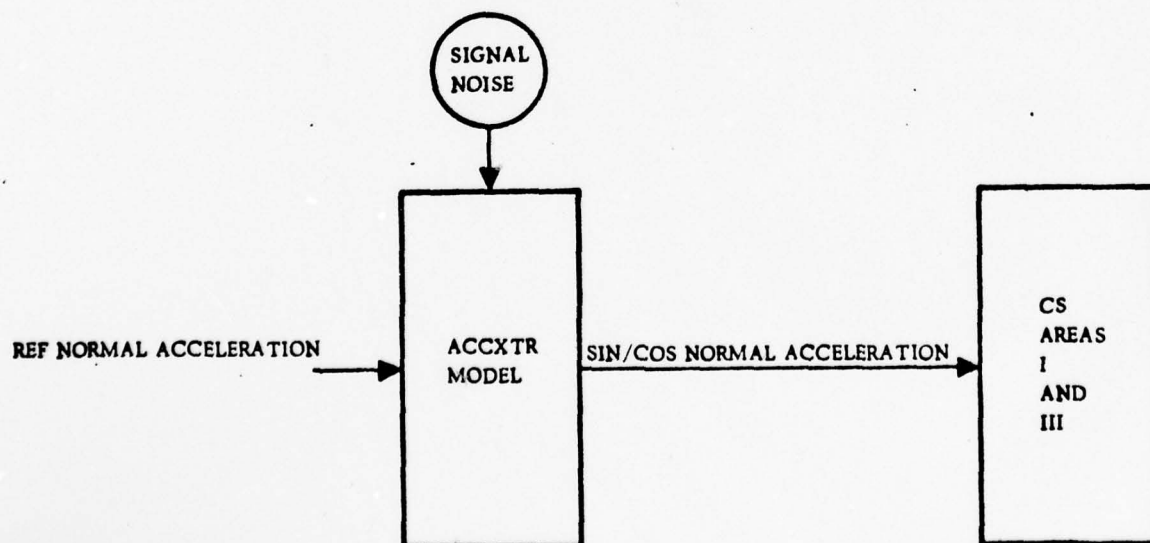 SIGNAL
NOISE
REF NORMAL ACCELERATION
ACCXTR
MODEL
SIN/COS NORMAL ACCELERATION
CS
AREAS
I
AND
III